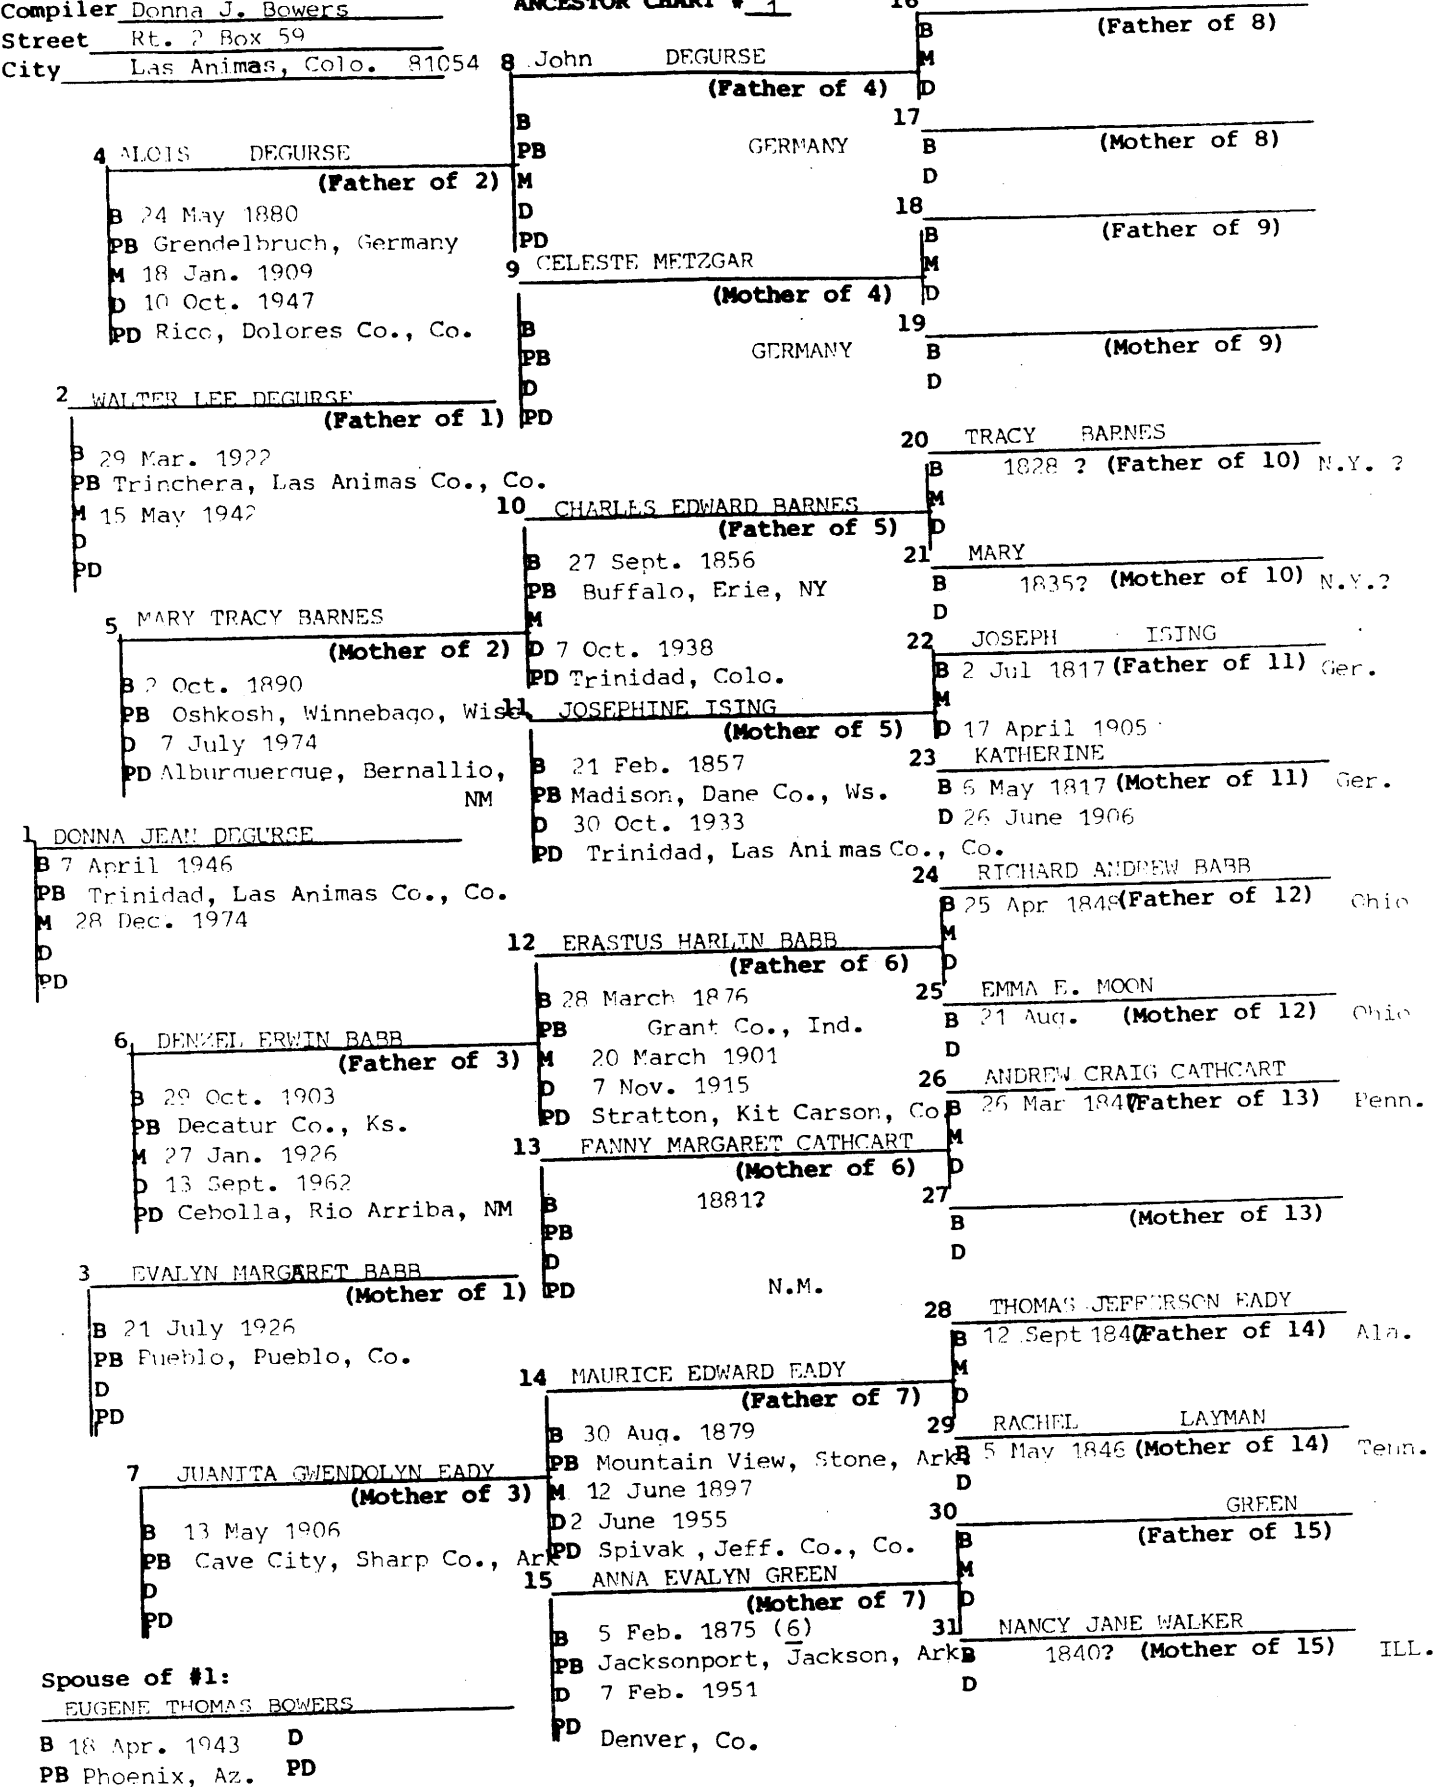 Compiler Donna J. Bowers
Street Rt. 2 Box 59
City Las Animas, Colo. 81054
ANCESTOR CHART # 1
16
(Father of 8)
B
M
D
8 John DEGURSE
(Father of 4)
B
PB GERMANY
M
D
PD
17
(Mother of 8)
B
D
4 ALOIS DEGURSE
(Father of 2)
B 24 May 1880
PB Grendelbruch, Germany
M 18 Jan. 1909
D 10 Oct. 1947
PD Rico, Dolores Co., Co.
18
(Father of 9)
B
M
D
9 CELESTE METZGAR
(Mother of 4)
B
PB GERMANY
D
PD
19
(Mother of 9)
B
D
2 WALTER LEE DEGURSE
(Father of 1)
B 29 Mar. 1922
PB Trinchera, Las Animas Co., Co.
M 15 May 1942
D
PD
20 TRACY BARNES
B 1828 ? (Father of 10) N.Y. ?
M
D
10 CHARLES EDWARD BARNES
(Father of 5)
B 27 Sept. 1856
PB Buffalo, Erie, NY
M
D 7 Oct. 1938
PD Trinidad, Colo.
21 MARY
B 1835? (Mother of 10) N.Y.?
D
5 MARY TRACY BARNES
(Mother of 2)
B 2 Oct. 1890
PB Oshkosh, Winnebago, Wisc.
D 7 July 1974
PD Alburquerque, Bernallio,
NM
22 JOSEPH ISING
B 2 Jul 1817 (Father of 11) Ger.
M
D 17 April 1905
11 JOSEPHINE ISING
(Mother of 5)
B 21 Feb. 1857
PB Madison, Dane Co., Ws.
D 30 Oct. 1933
PD Trinidad, Las Animas Co., Co.
23 KATHERINE
B 6 May 1817 (Mother of 11) Ger.
D 26 June 1906
1 DONNA JEAN DEGURSE
B 7 April 1946
PB Trinidad, Las Animas Co., Co.
M 28 Dec. 1974
D
PD
24 RICHARD ANDREW BABB
B 25 Apr (Father of 12) Ohio
M
D
12 ERASTUS HARLIN BABB
(Father of 6)
B 28 March 1876
PB Grant Co., Ind.
M 20 March 1901
D 7 Nov. 1915
PD Stratton, Kit Carson, Co
25 EMMA E. MOON
B 21 Aug. (Mother of 12) Ohio
D
6 DENZEL ERWIN BABB
(Father of 3)
B 29 Oct. 1903
PB Decatur Co., Ks.
M 27 Jan. 1926
D 13 Sept. 1962
PD Cebolla, Rio Arriba, NM
26 ANDREW CRAIG CATHCART
B 26 Mar (Father of 13) Penn.
M
D
13 FANNY MARGARET CATHCART
(Mother of 6)
B 1881?
PB
D
PD N.M.
27
(Mother of 13)
B
D
3 EVALYN MARGARET BABB
(Mother of 1)
B 21 July 1926
PB Pueblo, Pueblo, Co.
D
PD
28 THOMAS JEFFERSON EADY
B 12 Sept (Father of 14) Ala.
M
D
14 MAURICE EDWARD EADY
(Father of 7)
B 30 Aug. 1879
PB Mountain View, Stone, Ark.
M 12 June 1897
D 2 June 1955
PD Spivak , Jeff. Co., Co.
29 RACHEL LAYMAN
B 5 May 1846 (Mother of 14) Tenn.
D
7 JUANITA GWENDOLYN EADY
(Mother of 3)
B 13 May 1906
PB Cave City, Sharp Co., Ark
D
PD
30 GREEN
(Father of 15)
B
M
D
15 ANNA EVALYN GREEN
(Mother of 7)
B 5 Feb. 1875 (6)
PB Jacksonport, Jackson, Ark.
D 7 Feb. 1951
PD Denver, Co.
31 NANCY JANE WALKER
B 1840? (Mother of 15) ILL.
D
Spouse of #1:
EUGENE THOMAS BOWERS
B 18 Apr. 1943 D
PB Phoenix, Az. PD